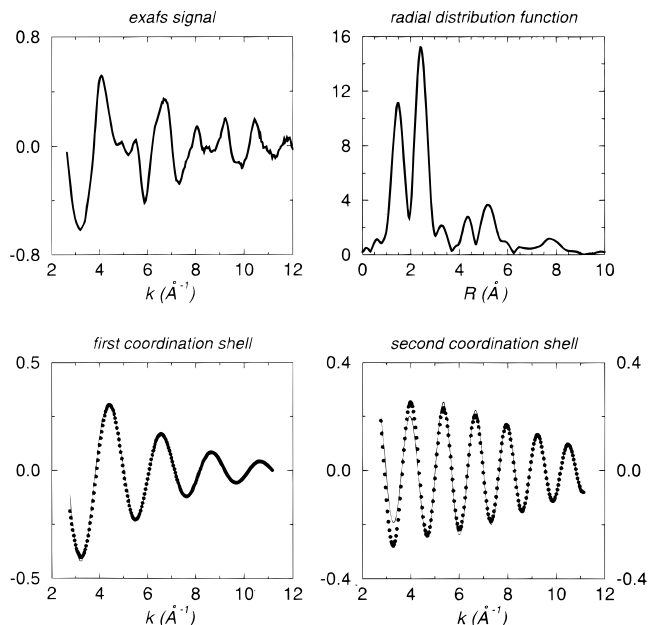 exafs signal
0.8
0.0
-0.8
2 4 6 8 10 12
k (Å⁻¹)
radial distribution function
16
12
8
4
0
0 2 4 6 8 10
R (Å)
first coordination shell
0.5
0.0
-0.5
2 4 6 8 10 12
k (Å⁻¹)
second coordination shell
0.4 0.4
0.0 0.0
-0.4 -0.4
2 4 6 8 10 12
k (Å⁻¹)